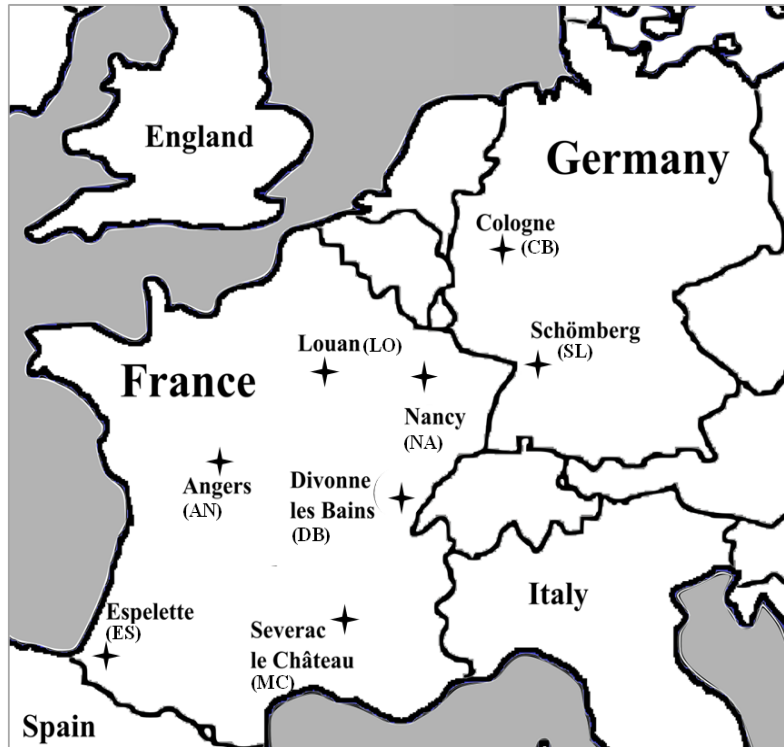 England
Germany
Cologne
(CB)
Schömberg
(SL)
Louan (LO)
France
Nancy
(NA)
Angers
(AN)
Divonne
les Bains
(DB)
Italy
Espelette
(ES)
Severac
le Château
(MC)
Spain